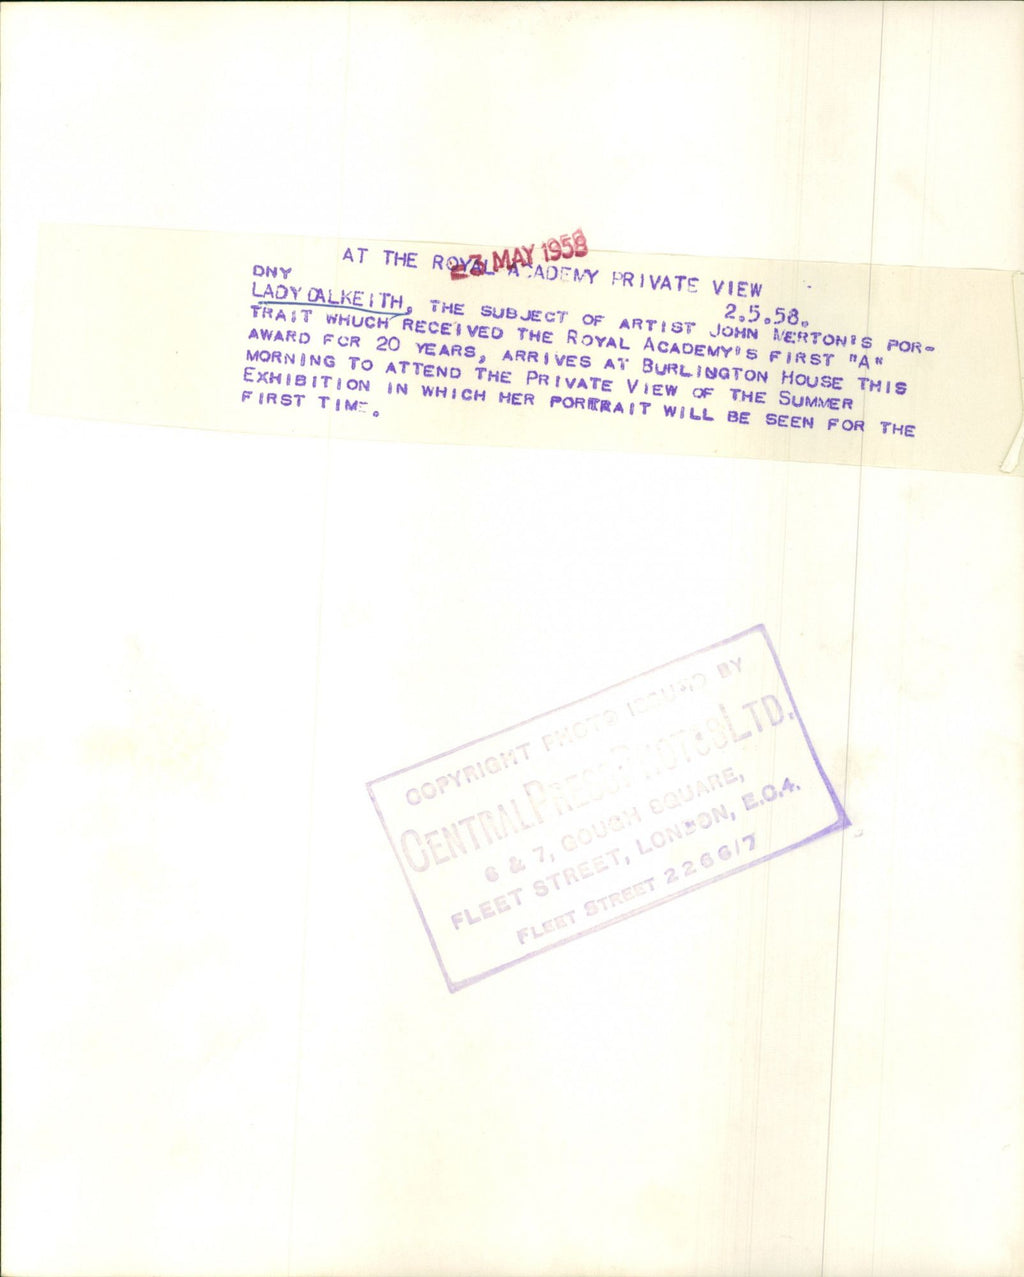 AT THE ROYAL ACADEMY PRIVATE VIEW
-3 MAY 1958
DNY
2.5.58.
LADY DALKEITH, THE SUBJECT OF ARTIST JOHN MERTON'S POR-
TRAIT WHUCH RECEIVED THE ROYAL ACADEMY'S FIRST "A"
AWARD FOR 20 YEARS, ARRIVES AT BURLINGTON HOUSE THIS
MORNING TO ATTEND THE PRIVATE VIEW OF THE SUMMER
EXHIBITION IN WHICH HER PORTRAIT WILL BE SEEN FOR THE
FIRST TIME.
COPYRIGHT PHOTO ISSUED BY
CENTRAL PRESS PHOTOS LTD.
6 & 7, GOUGH SQUARE,
FLEET STREET, LONDON, E.C.4.
FLEET STREET 2266/7